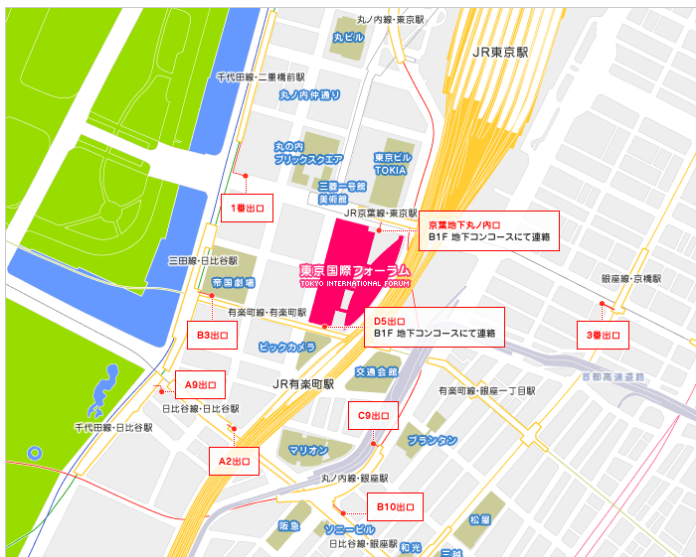 丸ノ内線・東京駅
丸ビル
JR東京駅
千代田線・二重橋前駅
丸ノ内仲通り
丸の内
ブリックスクエア
東京ビル
TOKIA
三菱一号館
美術館
1番出口
JR京葉線・東京駅
京葉地下丸ノ内口
B1F 地下コンコースにて連絡
三田線・日比谷駅
東京国際フォーラム
TOKYO INTERNATIONAL FORUM
帝国劇場
銀座線・京橋駅
有楽町線・有楽町駅
D5出口
B1F 地下コンコースにて連絡
B3出口
3番出口
ビックカメラ
交通会館
首都高速道路
JR有楽町駅
A9出口
有楽町線・銀座一丁目駅
日比谷線・日比谷駅
C9出口
千代田線・日比谷駅
プランタン
マリオン
A2出口
丸ノ内線・銀座駅
B10出口
阪急
ソニービル
松屋
日比谷線・銀座駅
和光
三越